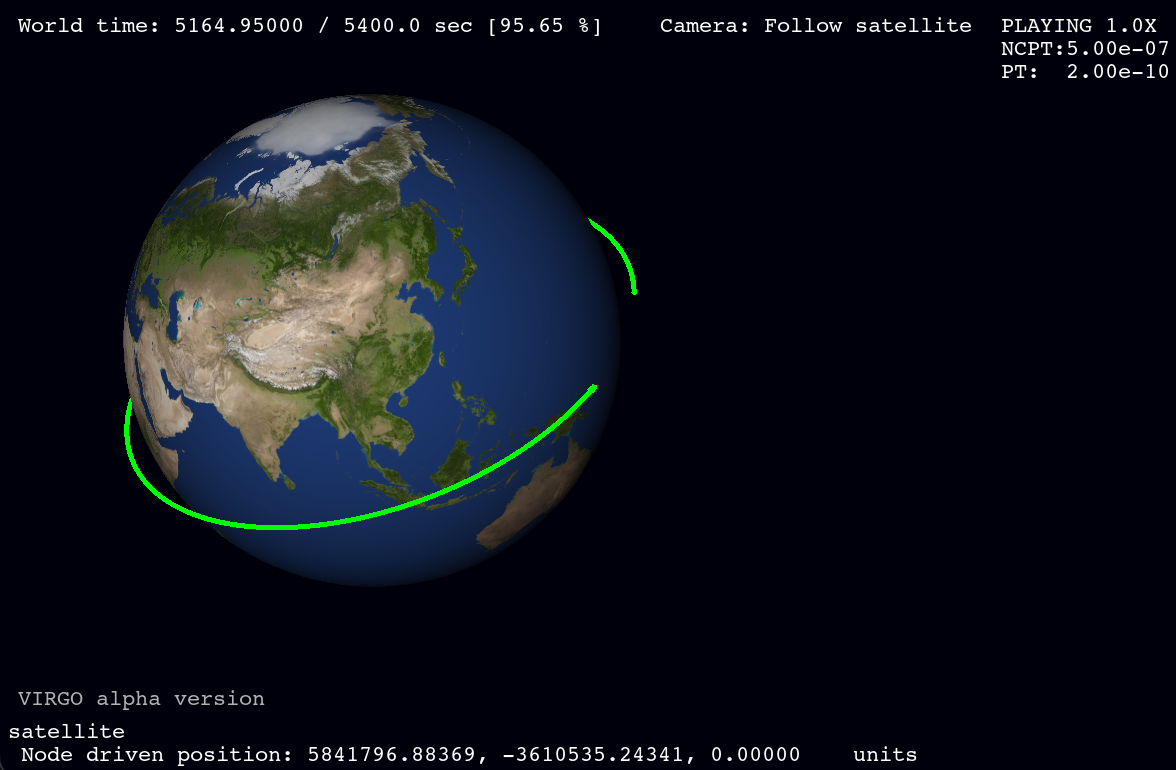 World time: 5164.95000 / 5400.0 sec [95.65 %]
Camera: Follow satellite
PLAYING 1.0X
NCPT:5.00e-07
PT: 2.00e-10
VIRGO alpha version
satellite
Node driven position: 5841796.88369, -3610535.24341, 0.00000 units